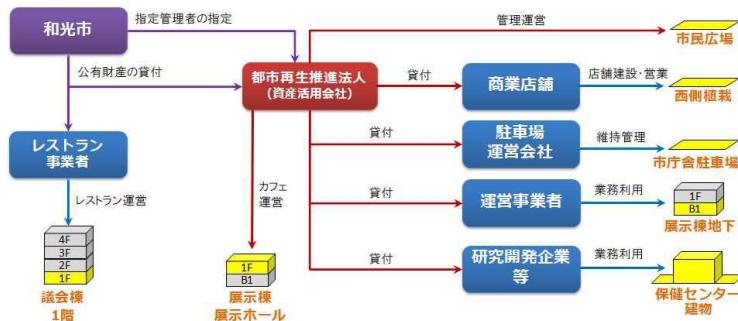 和光市
指定管理者の指定
管理運営
市民広場
公有財産の貸付
都市再生推進法人
(資産活用会社)
貸付
商業店舗
店舗建設・営業
西側植栽
レストラン
事業者
貸付
駐車場
運営会社
維持管理
市庁舎駐車場
レストラン運営
カフェ
運営
貸付
運営事業者
業務利用
1F
B1
展示棟地下
4F
3F
2F
1F
議会棟
1階
1F
B1
展示棟
展示ホール
貸付
研究開発企業
等
業務利用
保健センター
建物